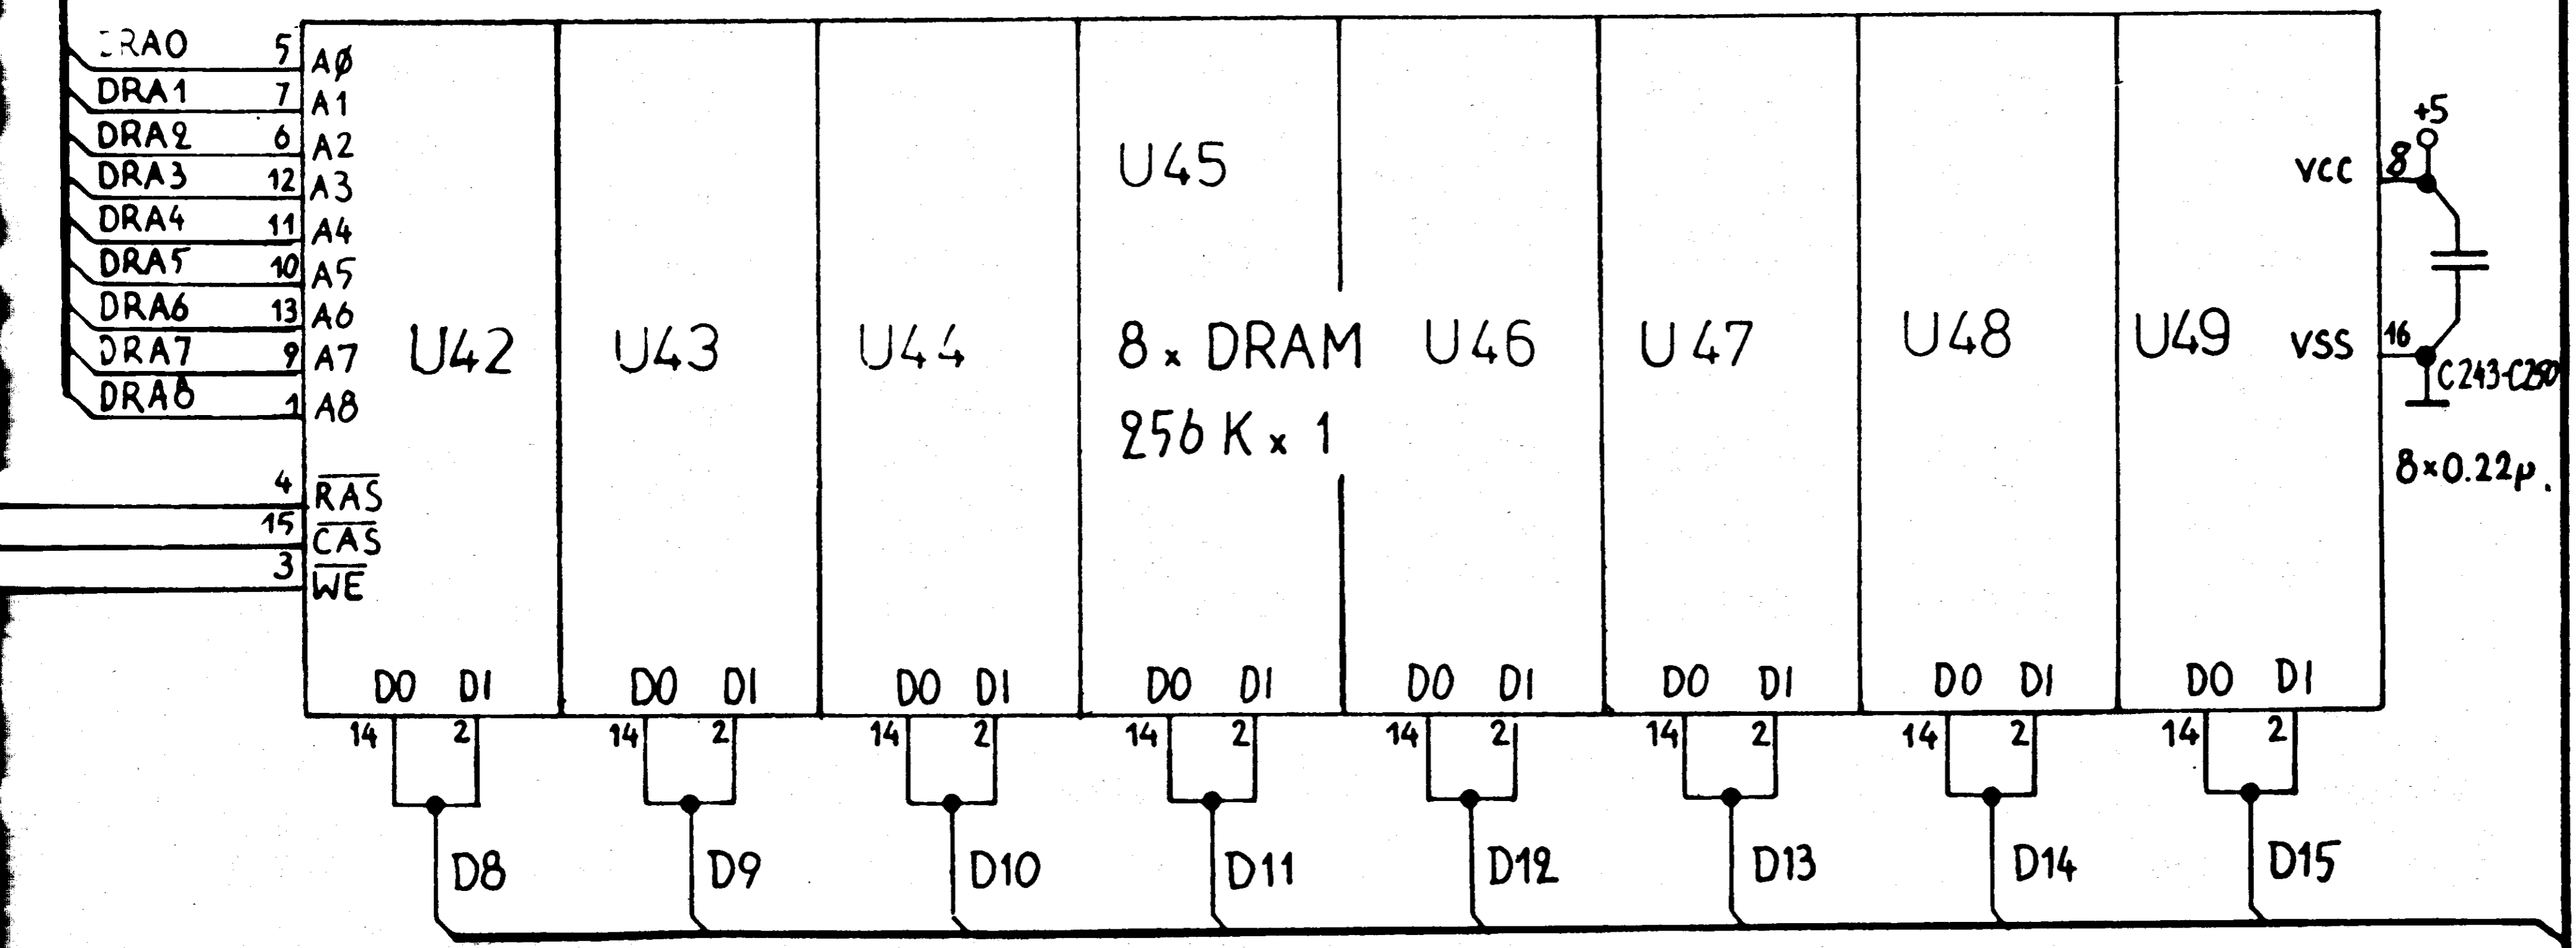 DRA0 5 AØ
DRA1 7 A1
DRA2 6 A2
DRA3 12 A3
DRA4 11 A4
DRA5 10 A5
DRA6 13 A6
DRA7 9 A7
DRA8 1 A8
4 RAS
15 CAS
3 WE
U42
U43
U44
U45
8 x DRAM
256 K x 1
U46
U47
U48
U49
+5
VCC 8
VSS 16
C243-C250
8x0.22µ.
DO DI DO DI DO DI DO DI DO DI DO DI DO DI DO DI
14 2 14 2 14 2 14 2 14 2 14 2 14 2 14 2
D8 D9 D10 D11 D12 D13 D14 D15